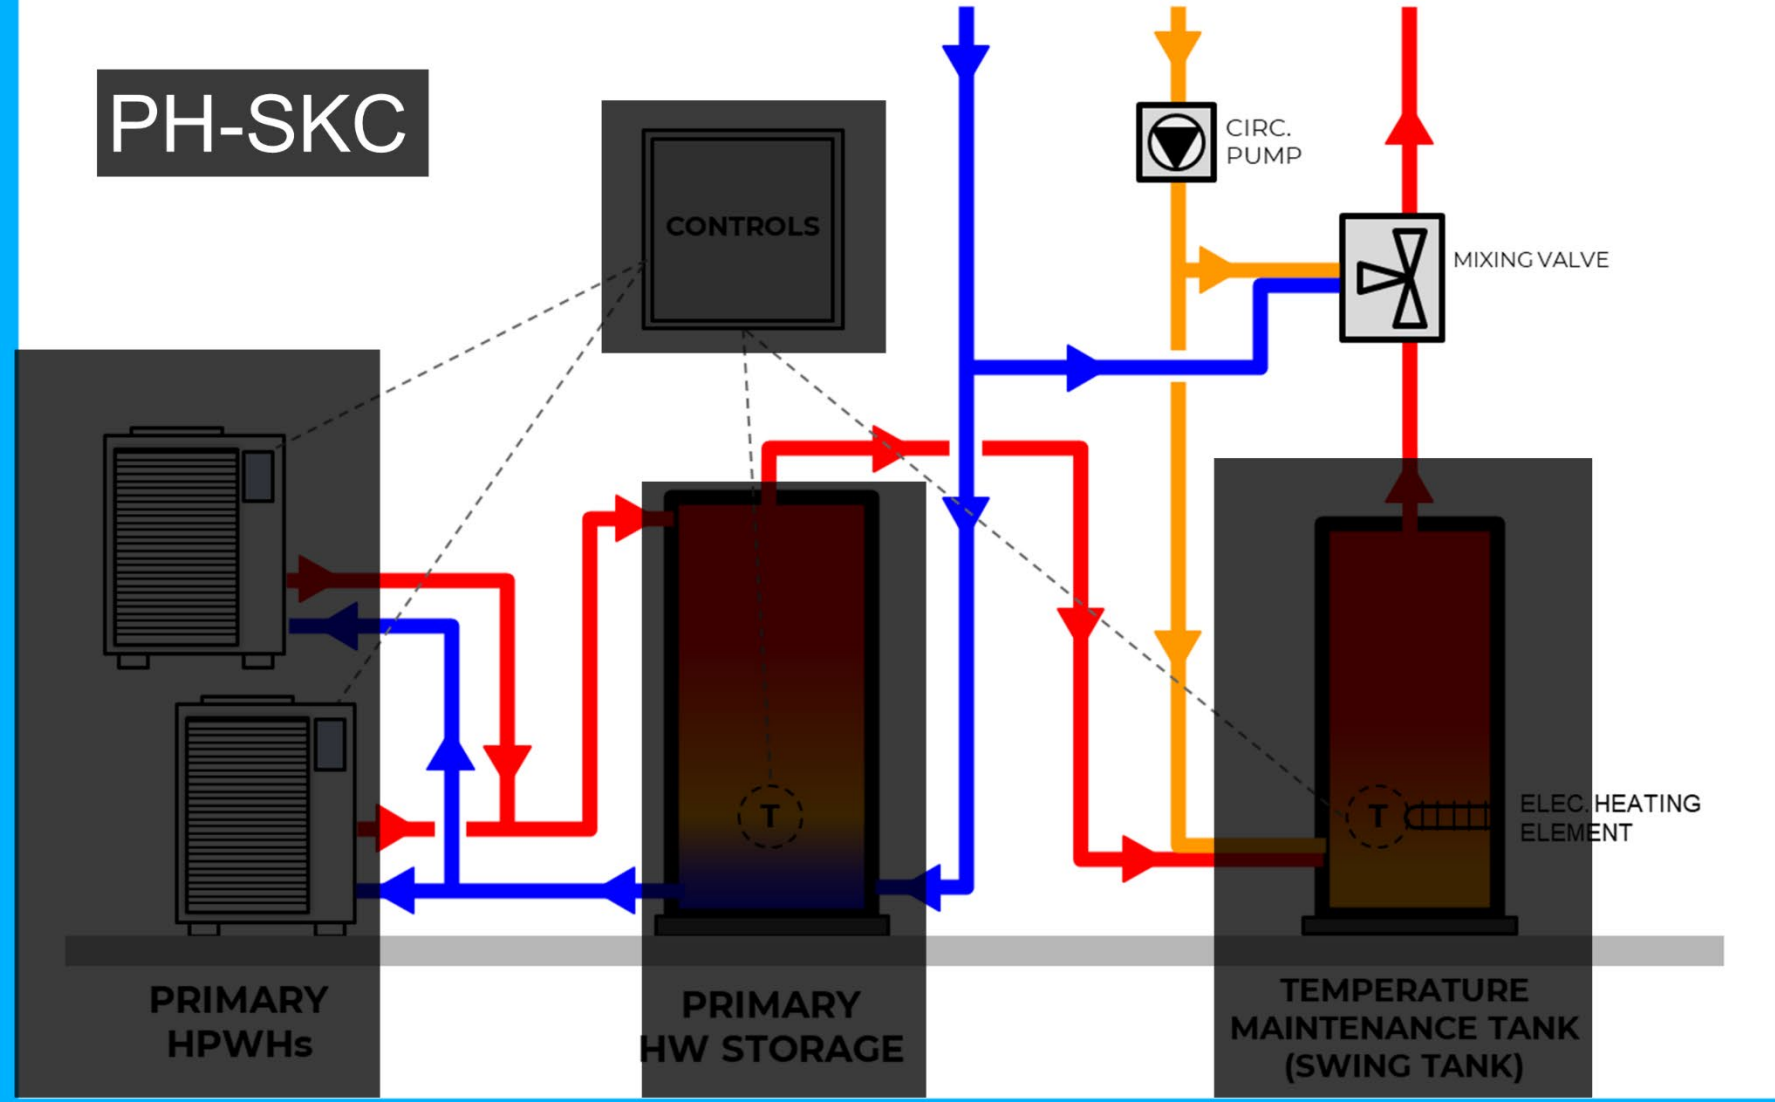 PH-SKC
CONTROLS
CIRC.
PUMP
MIXING VALVE
T
T
ELEC. HEATING
ELEMENT
PRIMARY
HPWHs
PRIMARY
HW STORAGE
TEMPERATURE
MAINTENANCE TANK
(SWING TANK)